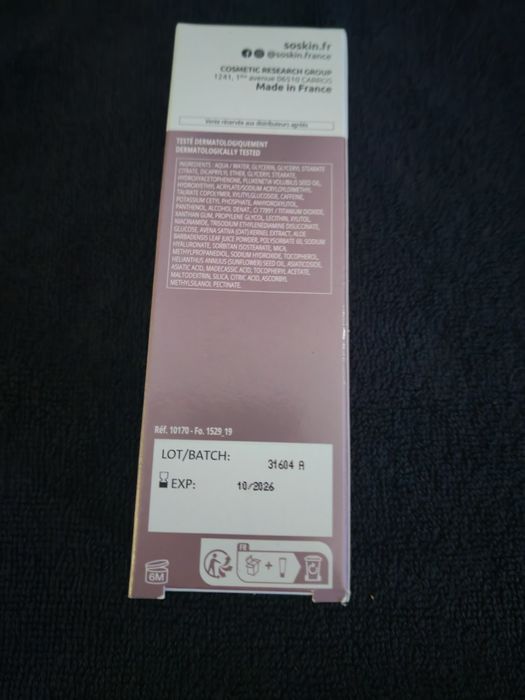 soskin.fr
@soskin.france
COSMETIC RESEARCH GROUP
1241, 1ère avenue 06510 CARROS
Made in France
Vente réservée aux distributeurs agréés
TESTÉ DERMATOLOGIQUEMENT
DERMATOLOGICALLY TESTED
INGREDIENTS : AQUA / WATER, GLYCERIN, GLYCERYL STEARATE
CITRATE, DICAPRYLYL ETHER, GLYCERYL STEARATE,
HYDROXYACETOPHENONE, PLUKENETIA VOLUBILIS SEED OIL,
HYDROXYETHYL ACRYLATE/SODIUM ACRYLOYLDIMETHYL
TAURATE COPOLYMER, XYLITYLGLUCOSIDE, CAFFEINE,
POTASSIUM CETYL PHOSPHATE, ANHYDROXYLITOL,
PANTHENOL, ALCOHOL DENAT., CI 77891 / TITANIUM DIOXIDE,
XANTHAN GUM, PROPYLENE GLYCOL, LECITHIN, XYLITOL,
NIACINAMIDE, TRISODIUM ETHYLENEDIAMINE DISUCCINATE,
GLUCOSE, AVENA SATIVA (OAT) KERNEL EXTRACT, ALOE
BARBADENSIS LEAF JUICE POWDER, POLYSORBATE 60, SODIUM
HYALURONATE, SORBITAN ISOSTEARATE, MICA,
METHYLPROPANEDIOL, SODIUM HYDROXIDE, TOCOPHEROL,
HELIANTHUS ANNUUS (SUNFLOWER) SEED OIL, ASIATICOSIDE,
ASIATIC ACID, MADECASSIC ACID, TOCOPHERYL ACETATE,
MALTODEXTRIN, SILICA, CITRIC ACID, ASCORBYL
METHYLSILANOL PECTINATE.
Réf. 10170 - Fo. 1529_19
LOT/BATCH: 31604 A
EXP: 10/2026
6M
FR
+